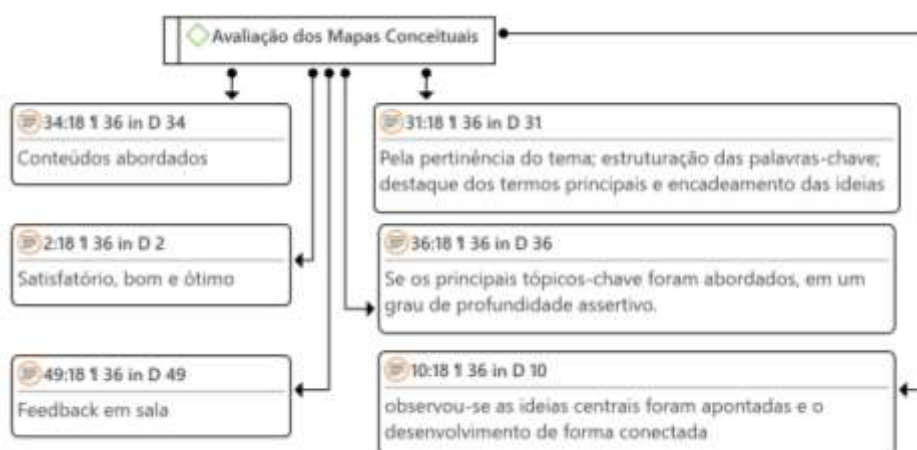 Avaliação dos Mapas Conceituais
34:18 ¶ 36 in D 34
Conteúdos abordados
31:18 ¶ 36 in D 31
Pela pertinência do tema; estruturação das palavras-chave;
destaque dos termos principais e encadeamento das ideias
2:18 ¶ 36 in D 2
Satisfatório, bom e ótimo
36:18 ¶ 36 in D 36
Se os principais tópicos-chave foram abordados, em um
grau de profundidade assertivo.
49:18 ¶ 36 in D 49
Feedback em sala
10:18 ¶ 36 in D 10
observou-se as ideias centrais foram apontadas e o
desenvolvimento de forma conectada